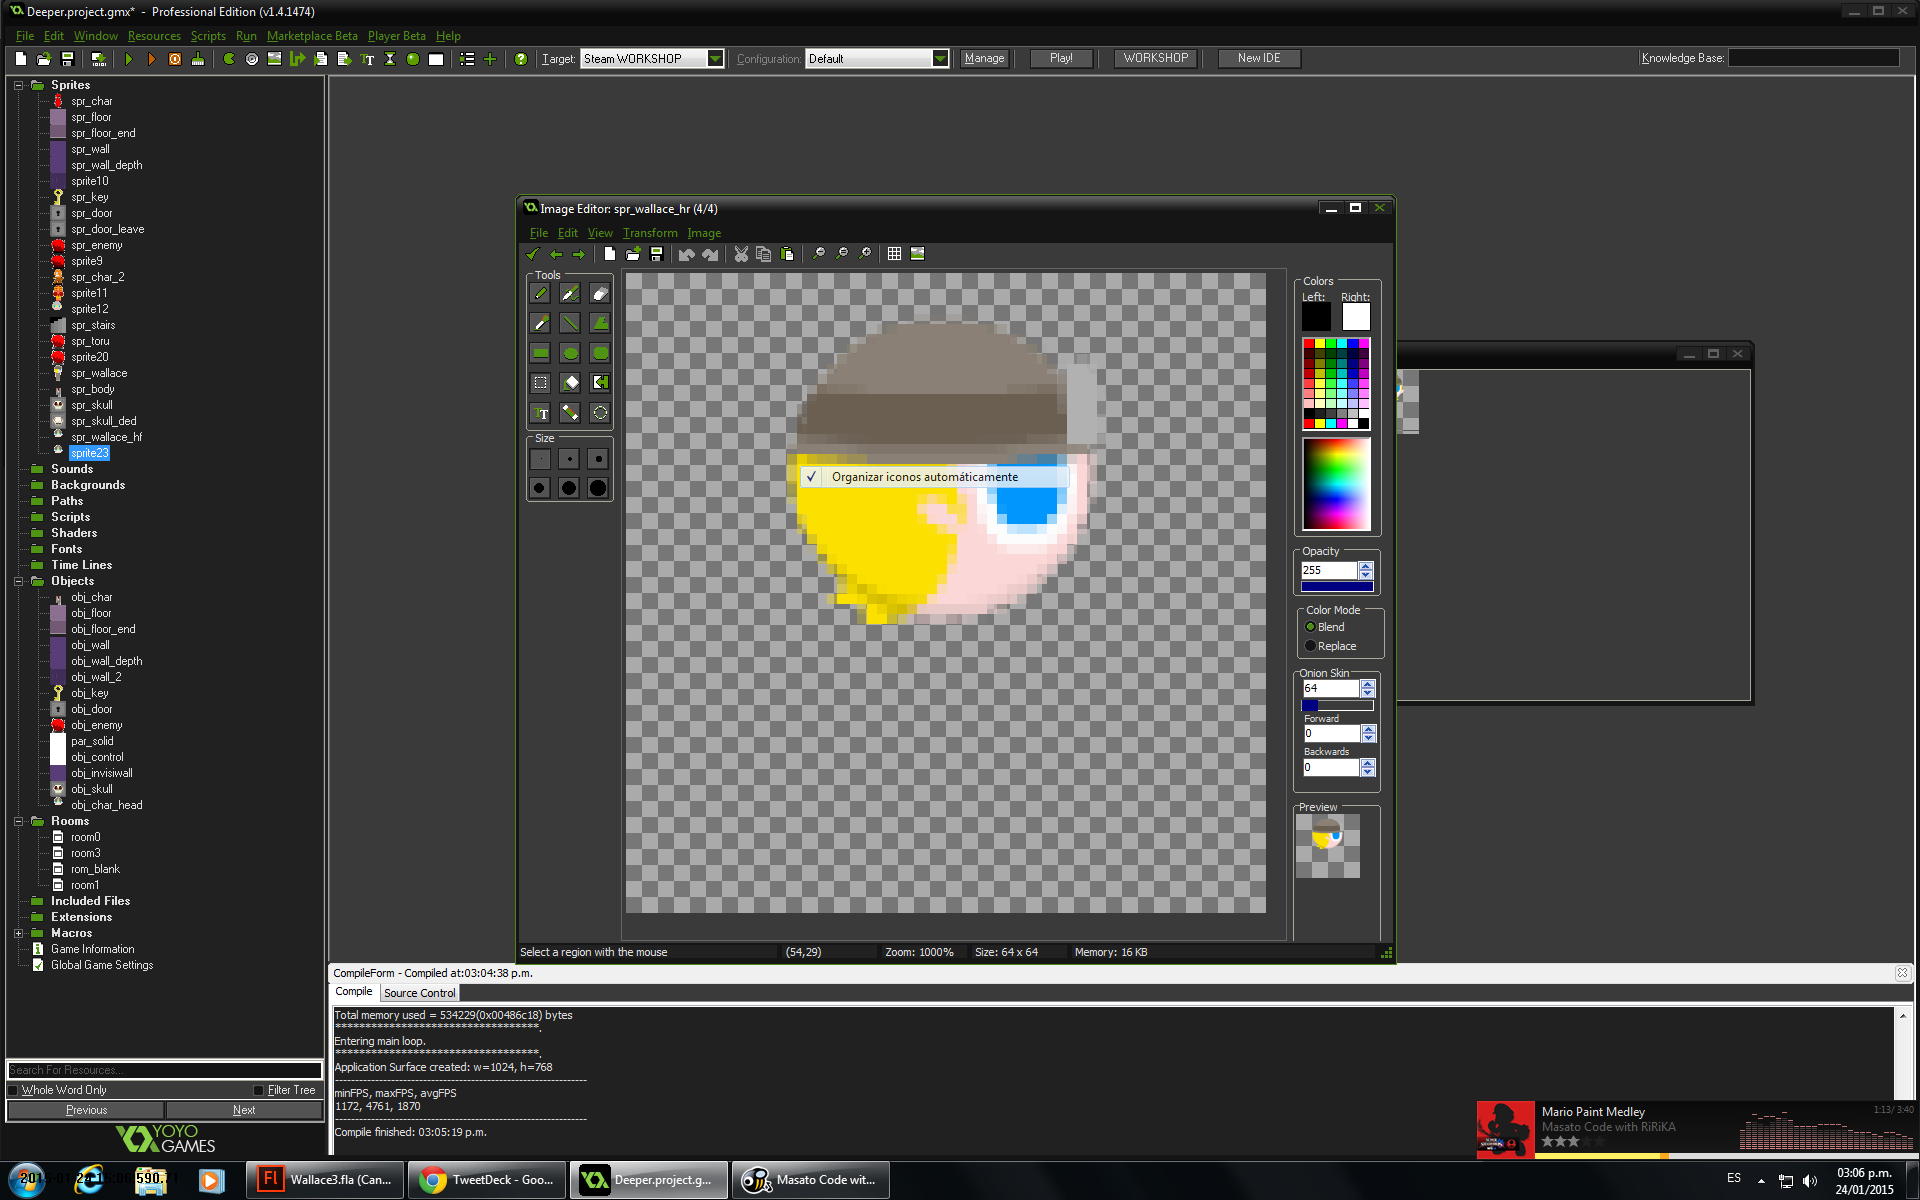 Deeper.project.gmx* - Professional Edition (v1.4.1474)
File Edit Window Resources Scripts Run Marketplace Beta Player Beta Help
Target: Steam WORKSHOP Configuration: Default Manage Play! WORKSHOP New IDE Knowledge Base:
Sprites
spr_char
spr_floor
spr_floor_end
spr_wall
spr_wall_depth
sprite10
spr_key
spr_door
spr_door_leave
spr_enemy
sprite9
spr_char_2
sprite11
sprite12
spr_stairs
spr_toru
sprite20
spr_wallace
spr_body
spr_skull
spr_skull_ded
spr_wallace_hf
sprite23
Sounds
Backgrounds
Paths
Scripts
Shaders
Fonts
Time Lines
Objects
obj_char
obj_floor
obj_floor_end
obj_wall
obj_wall_depth
obj_wall_2
obj_key
obj_door
obj_enemy
par_solid
obj_control
obj_invisiwall
obj_skull
obj_char_head
Rooms
room0
room3
rom_blank
room1
Included Files
Extensions
Macros
Game Information
Global Game Settings
Search For Resources...
Whole Word Only Filter Tree
Previous Next
YOYO
GAMES
Image Editor: spr_wallace_hr (4/4)
File Edit View Transform Image
Tools
Size
Organizar iconos automáticamente
Colors
Left: Right:
Opacity
255
Color Mode
Blend
Replace
Onion Skin
64
Forward
0
Backwards
0
Preview
Select a region with the mouse (54,29) Zoom: 1000% Size: 64 x 64 Memory: 16 KB
CompileForm - Compiled at:03:04:38 p.m.
Compile Source Control
Total memory used = 534229(0x00486c18) bytes
**********************************.
Entering main loop.
**********************************.
Application Surface created: w=1024, h=768
minFPS, maxFPS, avgFPS
1172, 4761, 1870
Compile finished: 03:05:19 p.m.
Mario Paint Medley 1:13/ 3:40
Masato Code with RiRiKA
Wallace3.fla (Can... TweetDeck - Goo... Deeper.project.g... Masato Code wit... ES 03:06 p.m.
24/01/2015